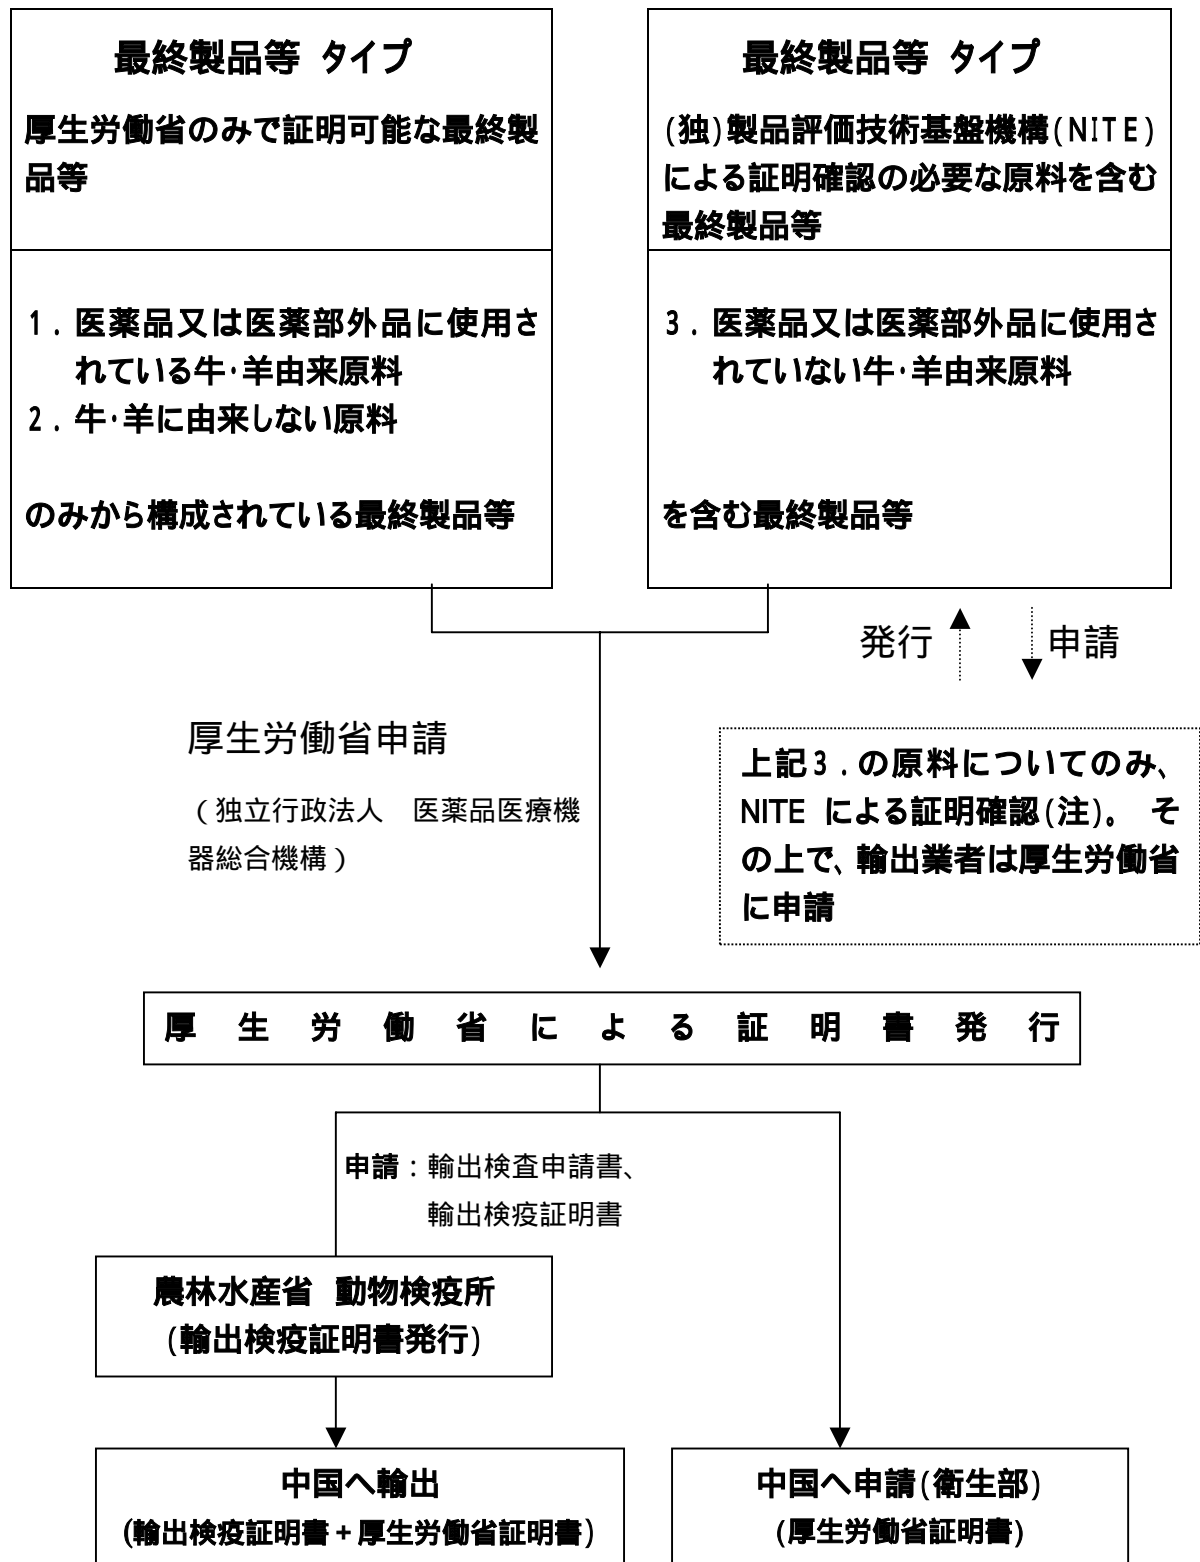 最終製品等 タイプ
厚生労働省のみで証明可能な最終製
品等
1．医薬品又は医薬部外品に使用さ
れている牛・羊由来原料
2．牛・羊に由来しない原料
のみから構成されている最終製品等
最終製品等 タイプ
(独)製品評価技術基盤機構(NITE)
による証明確認の必要な原料を含む
最終製品等
3．医薬品又は医薬部外品に使用さ
れていない牛・羊由来原料
を含む最終製品等
発行
申請
厚生労働省申請
（独立行政法人　医薬品医療機
器総合機構）
上記3．の原料についてのみ、
NITE による証明確認(注)。 そ
の上で、輸出業者は厚生労働省
に申請
厚生労働省による証明書発行
申請：輸出検査申請書、
輸出検疫証明書
農林水産省　動物検疫所
(輸出検疫証明書発行)
中国へ輸出
(輸出検疫証明書+厚生労働省証明書)
中国へ申請(衛生部)
(厚生労働省証明書)